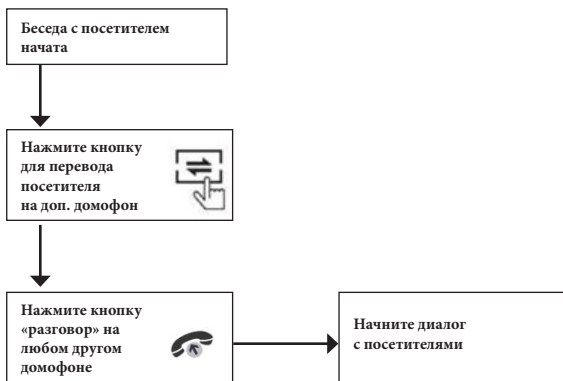 Беседа с посетителем
начата
Нажмите кнопку
для перевода
посетителя
на доп. домофон
Нажмите кнопку
«разговор» на
любом другом
домофоне
Начните диалог
с посетителями